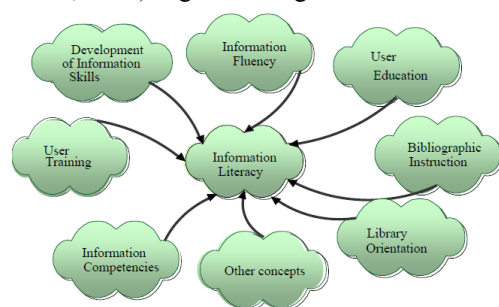 Development
of Information
Skills
Information
Fluency
User
Education
User
Training
Information
Literacy
Bibliographic
Instruction
Information
Competencies
Other concepts
Library
Orientation